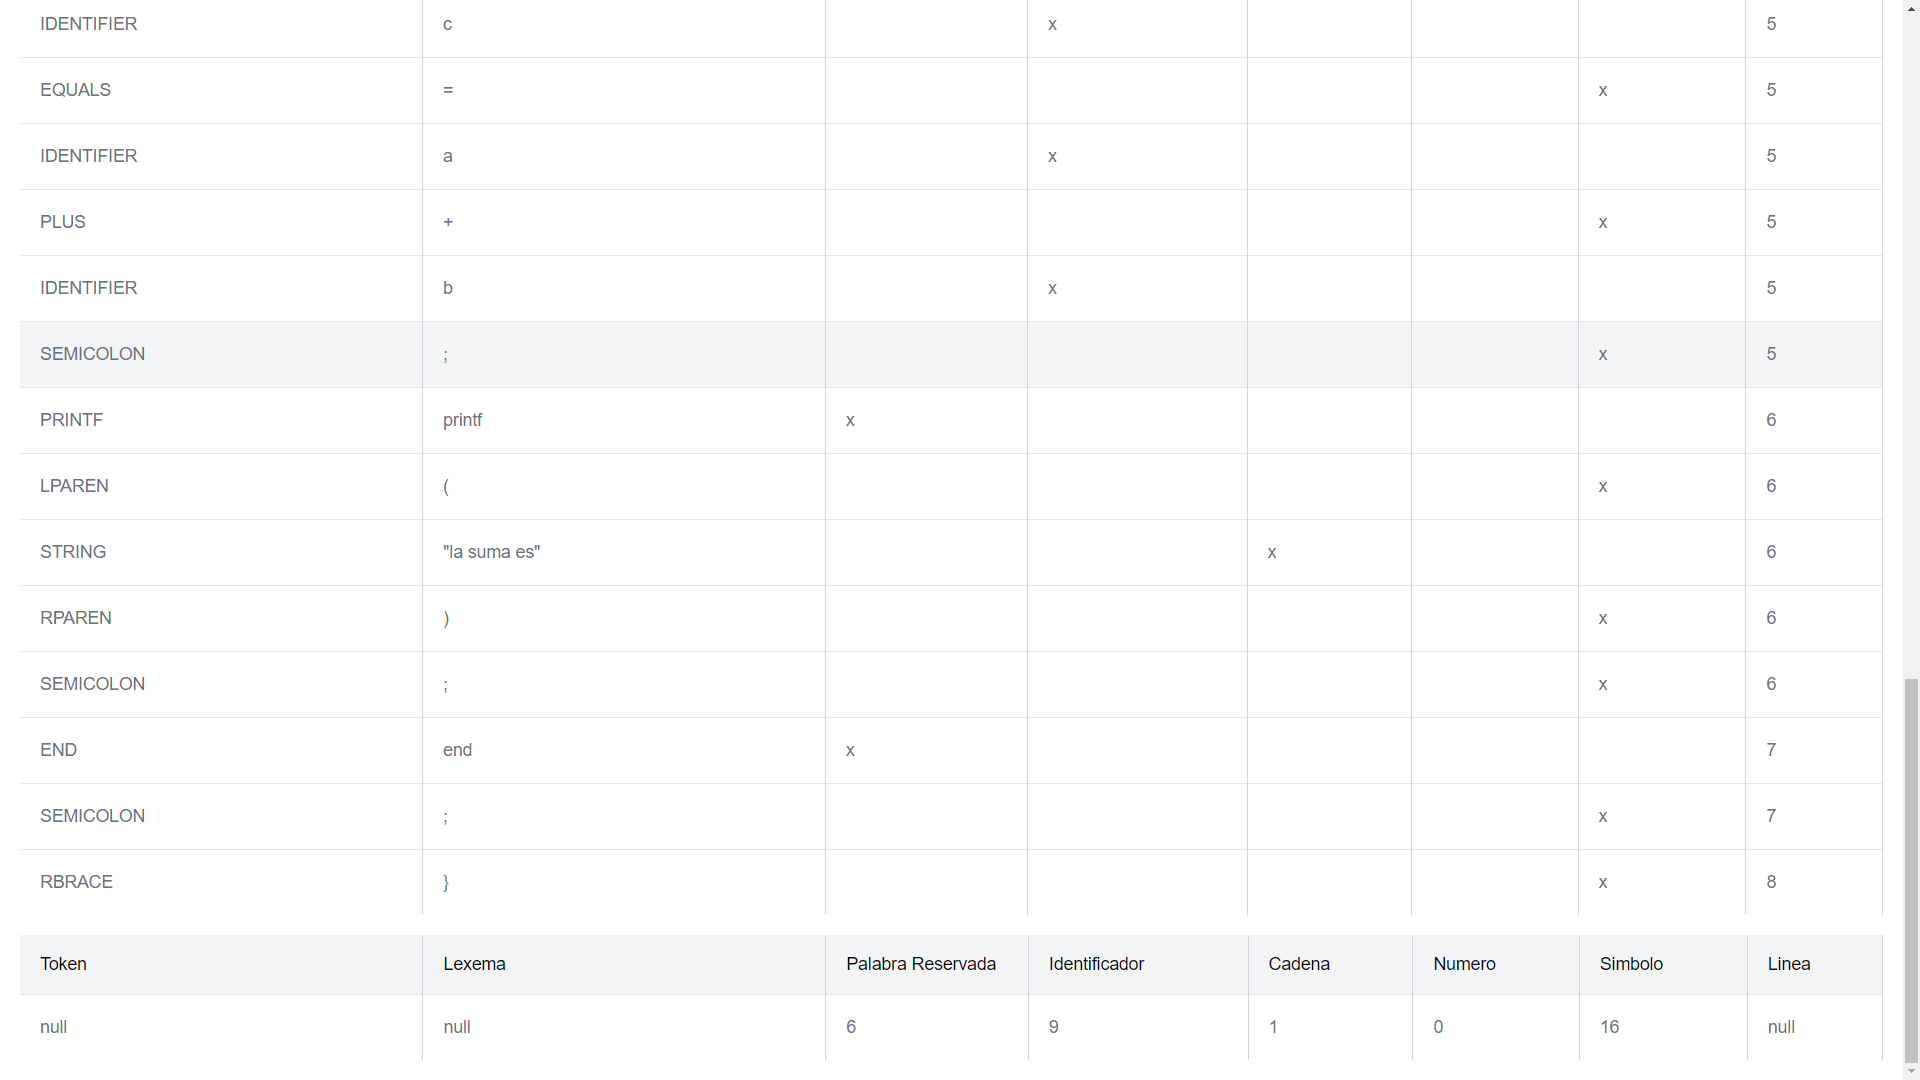 IDENTIFIER c x 5
EQUALS = x 5
IDENTIFIER a x 5
PLUS + x 5
IDENTIFIER b x 5
SEMICOLON ; x 5
PRINTF printf x 6
LPAREN ( x 6
STRING "la suma es" x 6
RPAREN ) x 6
SEMICOLON ; x 6
END end x 7
SEMICOLON ; x 7
RBRACE } x 8
Token Lexema Palabra Reservada Identificador Cadena Numero Simbolo Linea
null null 6 9 1 0 16 null